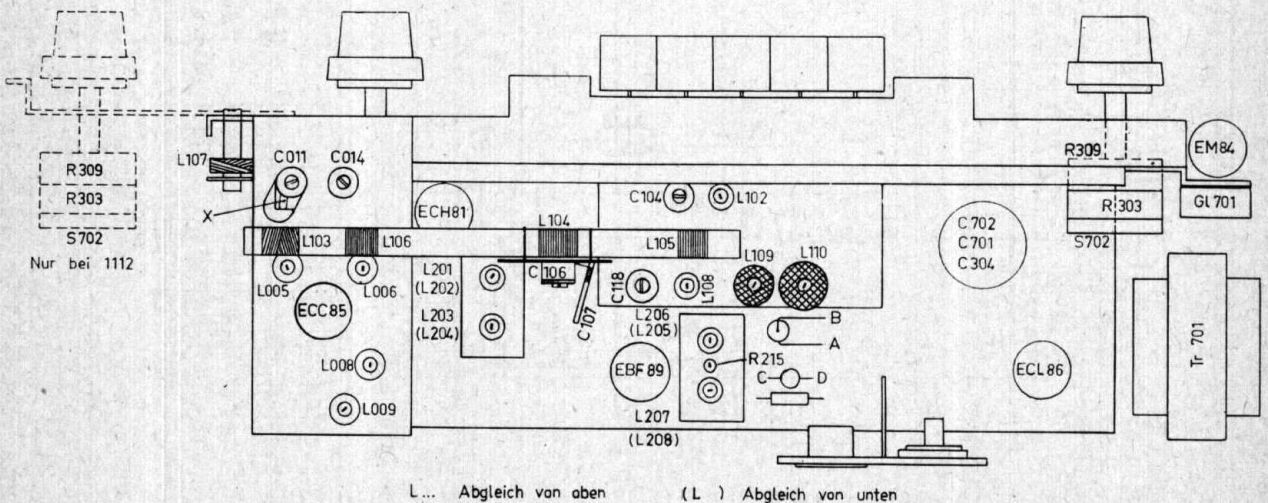 EM84
R309
L107
C011
C014
R309
R303
X
C104
L102
ECH81
GL701
R303
C702
C701
C304
S702
L104
S702
L103
L106
L105
Nur bei 1112
L109
L110
L201
(L202)
C106
C118
L108
L005
L006
C107
ECC85
L203
(L204)
L206
(L205)
B
A
Tr. 701
R215
L008
EBF89
C
D
ECL86
L009
L207
(L208)
L... Abgleich von oben
(L ) Abgleich von unten